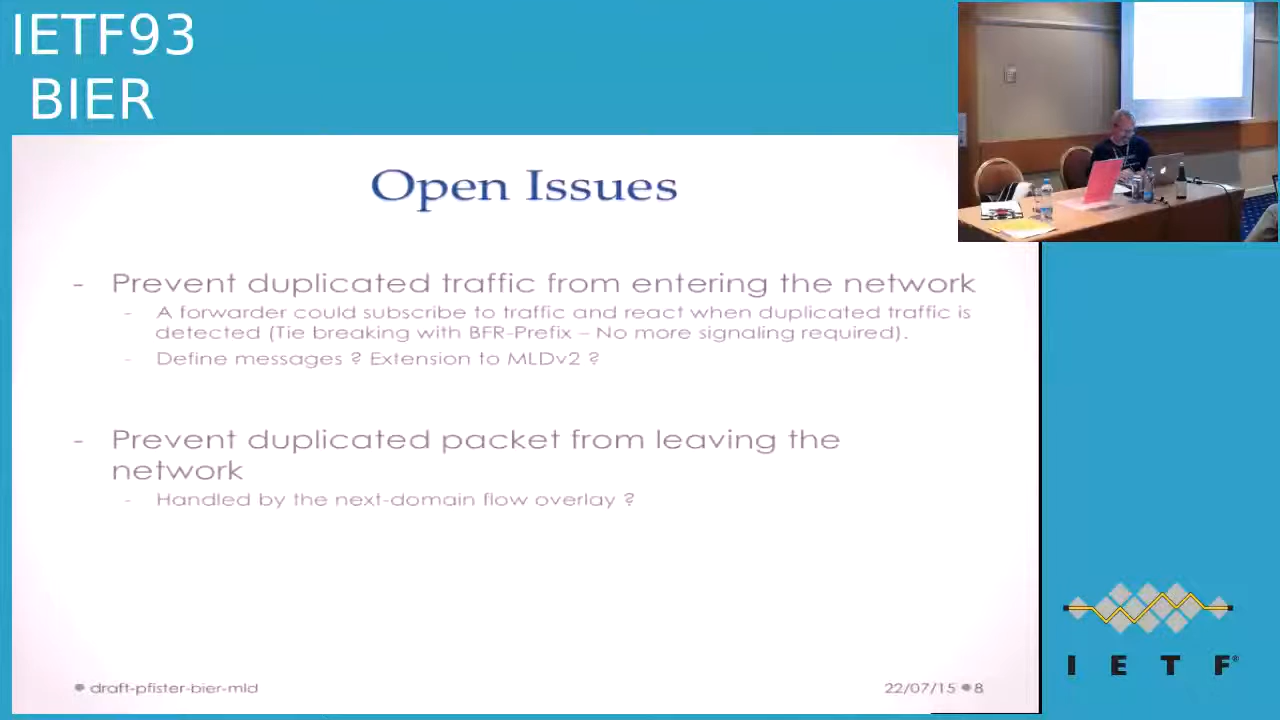 IETF93
BIER
Open Issues
- Prevent duplicated traffic from entering the network
- A forwarder could subscribe to traffic and react when duplicated traffic is
detected (Tie breaking with BFR-Prefix – No more signaling required).
- Define messages ? Extension to MLDv2 ?
- Prevent duplicated packet from leaving the
network
- Handled by the next-domain flow overlay ?
● draft-pfister-bier-mld
22/07/15 ● 8
I E T F®